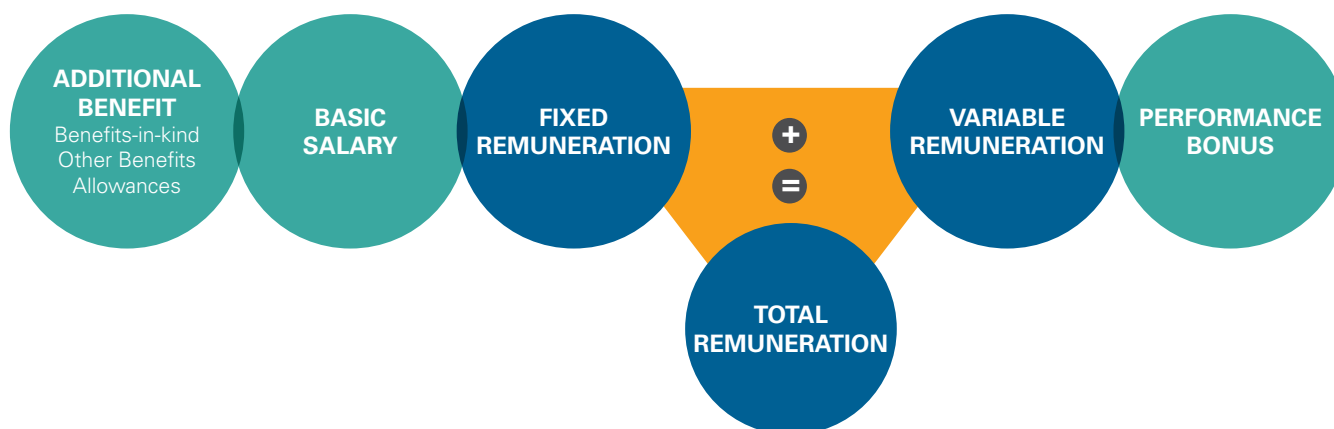 ADDITIONAL
BENEFIT
Benefits-in-kind
Other Benefits
Allowances
BASIC
SALARY
FIXED
REMUNERATION
+
=
VARIABLE
REMUNERATION
PERFORMANCE
BONUS
TOTAL
REMUNERATION